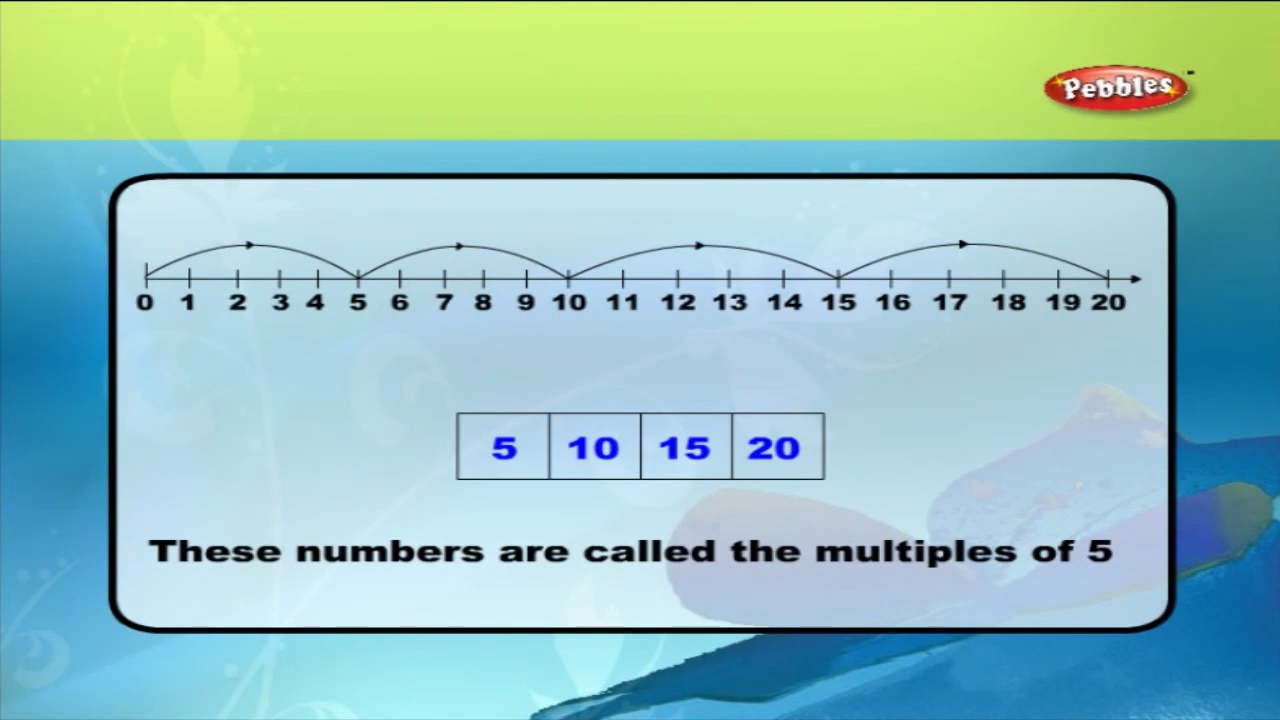 Pebbles
0 1 2 3 4 5 6 7 8 9 10 11 12 13 14 15 16 17 18 19 20
5 10 15 20
These numbers are called the multiples of 5